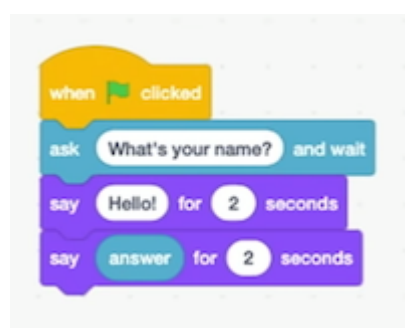 when clicked
ask What's your name? and wait
say Hello! for 2 seconds
say answer for 2 seconds